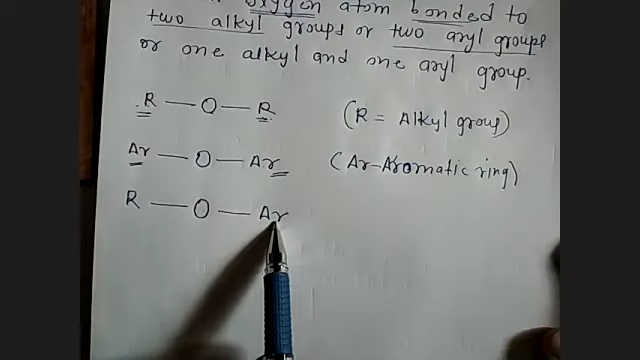 oxygen atom bonded to
two alkyl groups or two aryl groups
or one alkyl and one aryl group.
R — O — R (R = Alkyl group)
Ar — O — Ar (Ar-Aromatic ring)
R — O — Ar